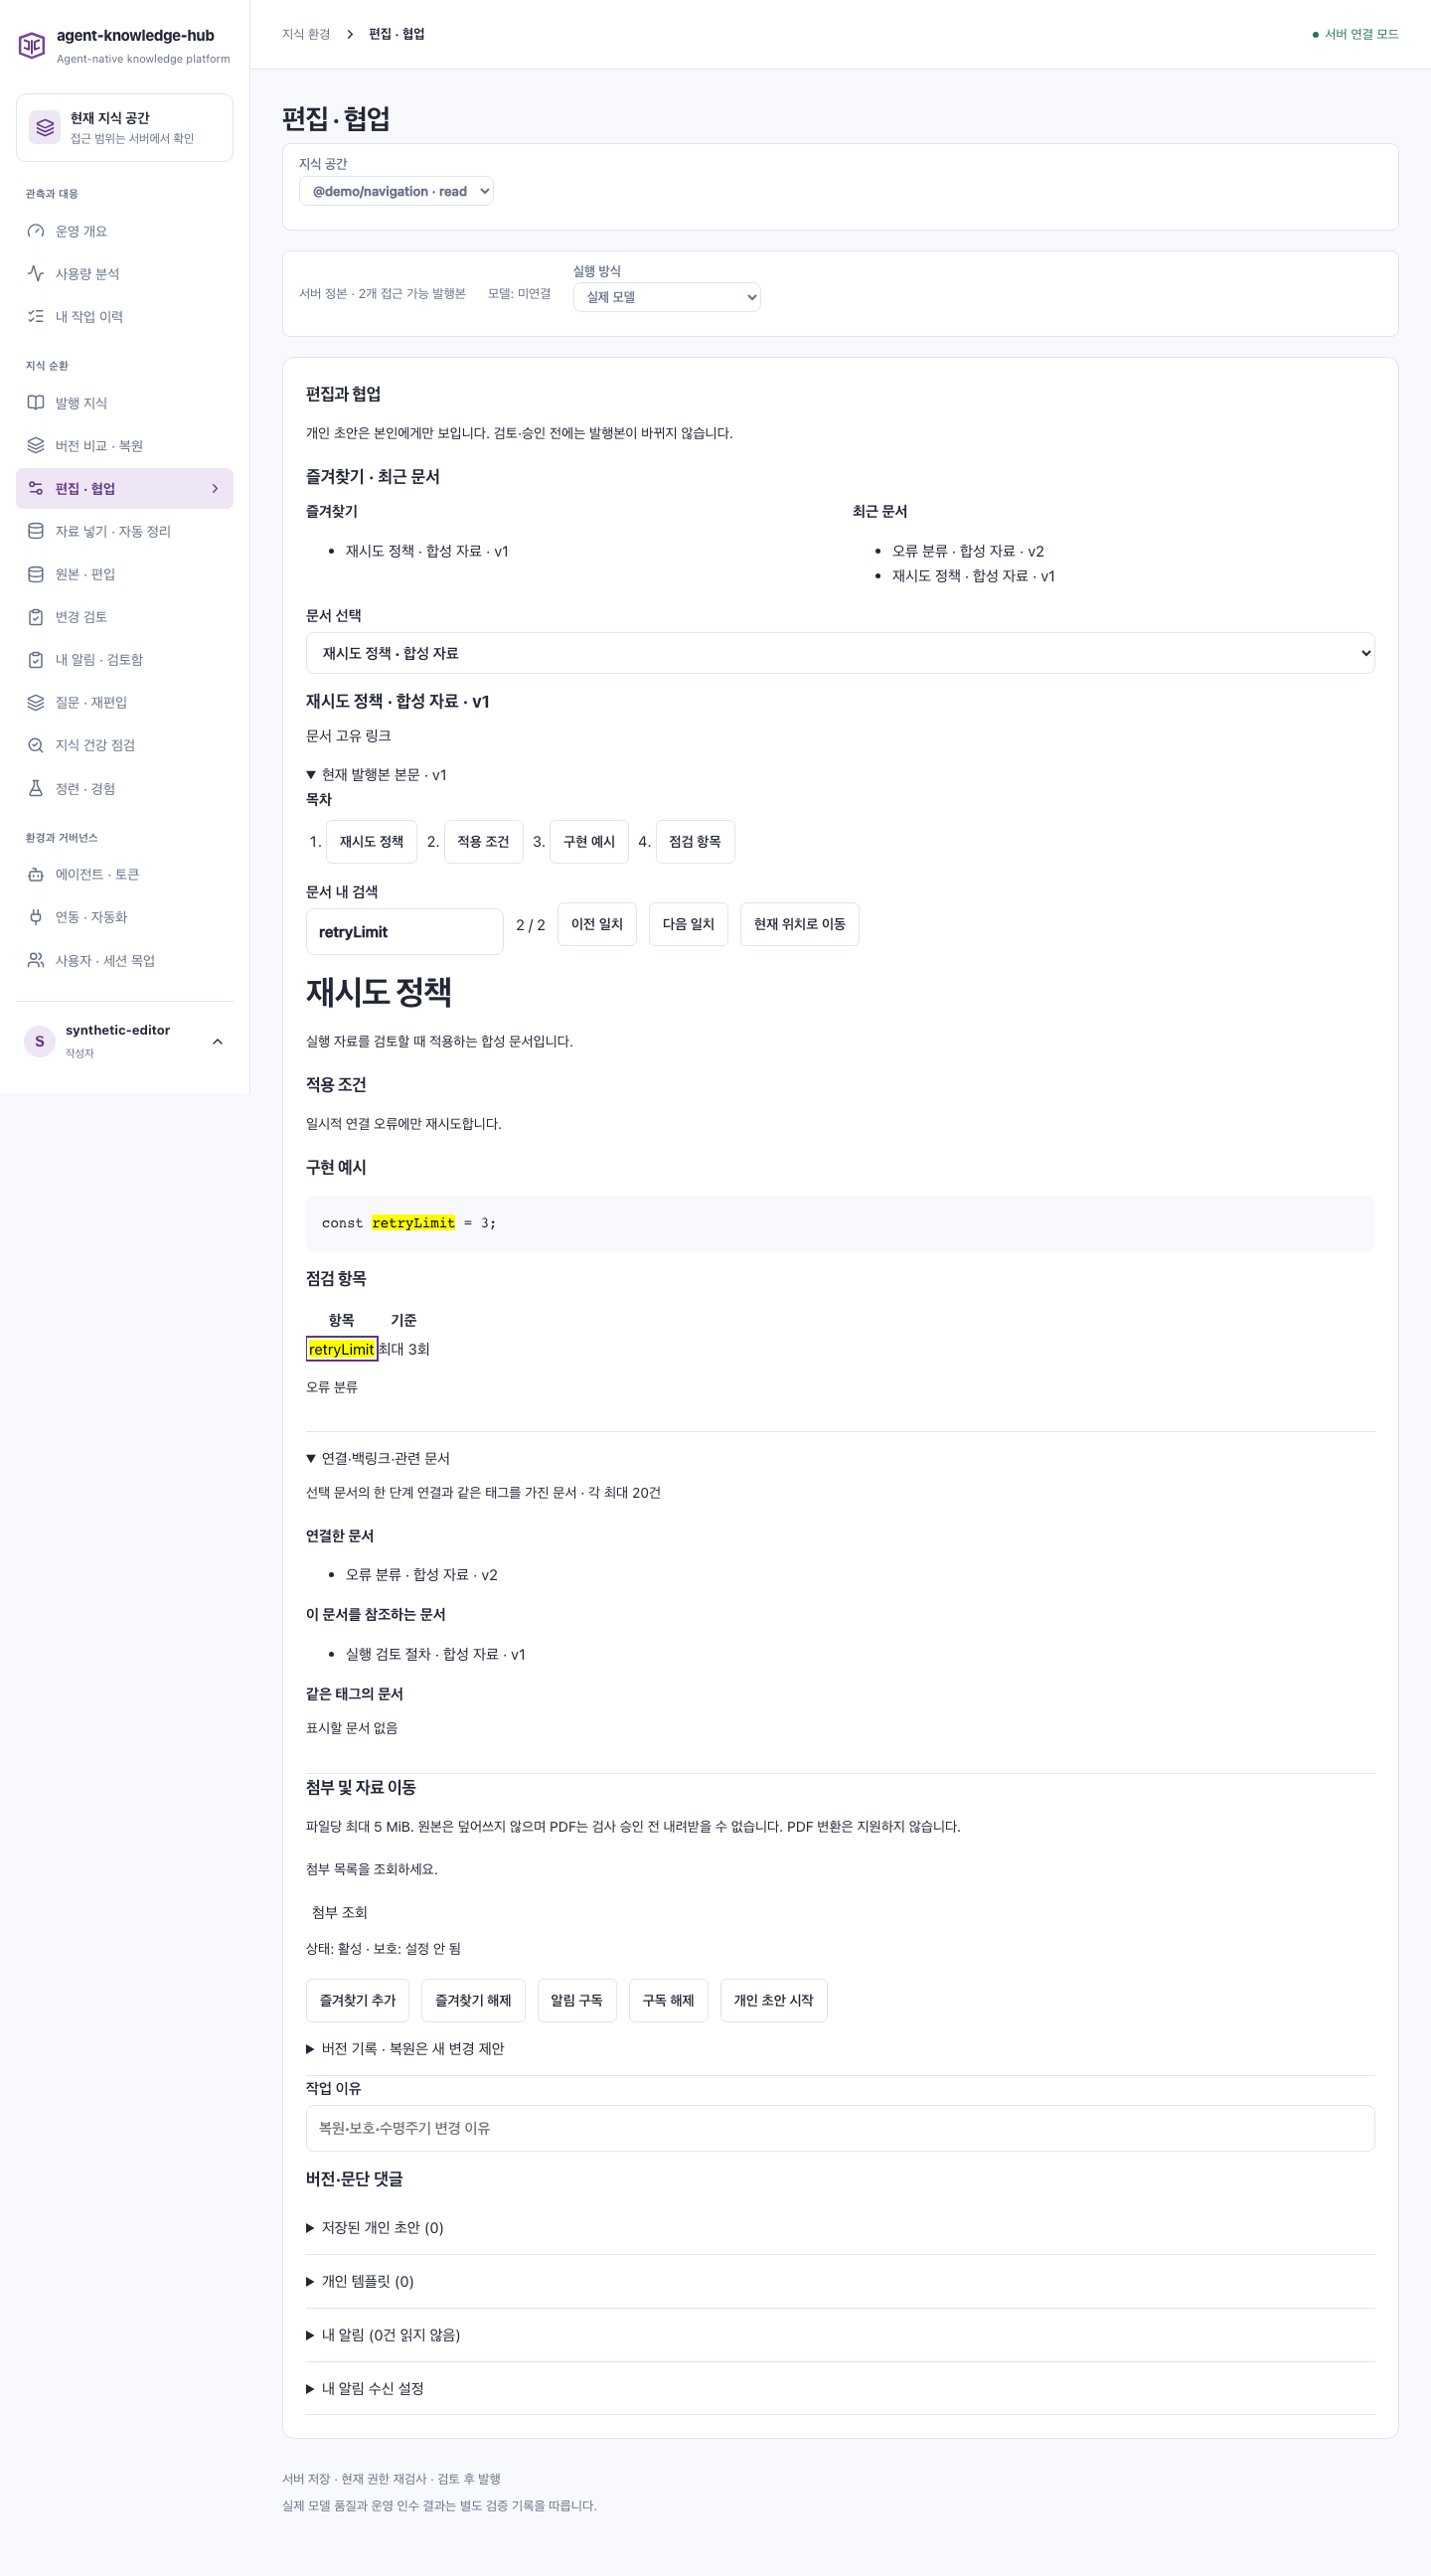 agent-knowledge-hub
Agent-native knowledge platform
현재 지식 공간
접근 범위는 서버에서 확인
관측과 대응
운영 개요
사용량 분석
내 작업 이력
지식 순환
발행 지식
버전 비교 · 복원
편집 · 협업
자료 넣기 · 자동 정리
원본 · 편입
변경 검토
내 알림 · 검토함
질문 · 재편입
지식 건강 점검
정련 · 경험
환경과 거버넌스
에이전트 · 토큰
연동 · 자동화
사용자 · 세션 목업
S
synthetic-editor
작성자
지식 환경 편집 · 협업
서버 연결 모드
편집 · 협업
지식 공간
@demo/navigation · read
서버 정본 · 2개 접근 가능 발행본 모델: 미연결
실행 방식
실제 모델
편집과 협업
개인 초안은 본인에게만 보입니다. 검토·승인 전에는 발행본이 바뀌지 않습니다.
즐겨찾기 · 최근 문서
즐겨찾기
재시도 정책 · 합성 자료 · v1
최근 문서
오류 분류 · 합성 자료 · v2
재시도 정책 · 합성 자료 · v1
문서 선택
재시도 정책 · 합성 자료
재시도 정책 · 합성 자료 · v1
문서 고유 링크
현재 발행본 본문 · v1
목차
1. 재시도 정책 2. 적용 조건 3. 구현 예시 4. 점검 항목
문서 내 검색
retryLimit 2 / 2 이전 일치 다음 일치 현재 위치로 이동
재시도 정책
실행 자료를 검토할 때 적용하는 합성 문서입니다.
적용 조건
일시적 연결 오류에만 재시도합니다.
구현 예시
const retryLimit = 3;
점검 항목
항목 기준
retryLimit 최대 3회
오류 분류
연결·백링크·관련 문서
선택 문서의 한 단계 연결과 같은 태그를 가진 문서 · 각 최대 20건
연결한 문서
오류 분류 · 합성 자료 · v2
이 문서를 참조하는 문서
실행 검토 절차 · 합성 자료 · v1
같은 태그의 문서
표시할 문서 없음
첨부 및 자료 이동
파일당 최대 5 MiB. 원본은 덮어쓰지 않으며 PDF는 검사 승인 전 내려받을 수 없습니다. PDF 변환은 지원하지 않습니다.
첨부 목록을 조회하세요.
첨부 조회
상태: 활성 · 보호: 설정 안 됨
즐겨찾기 추가 즐겨찾기 해제 알림 구독 구독 해제 개인 초안 시작
버전 기록 · 복원은 새 변경 제안
작업 이유
복원·보호·수명주기 변경 이유
버전·문단 댓글
저장된 개인 초안 (0)
개인 템플릿 (0)
내 알림 (0건 읽지 않음)
내 알림 수신 설정
서버 저장 · 현재 권한 재검사 · 검토 후 발행
실제 모델 품질과 운영 인수 결과는 별도 검증 기록을 따릅니다.